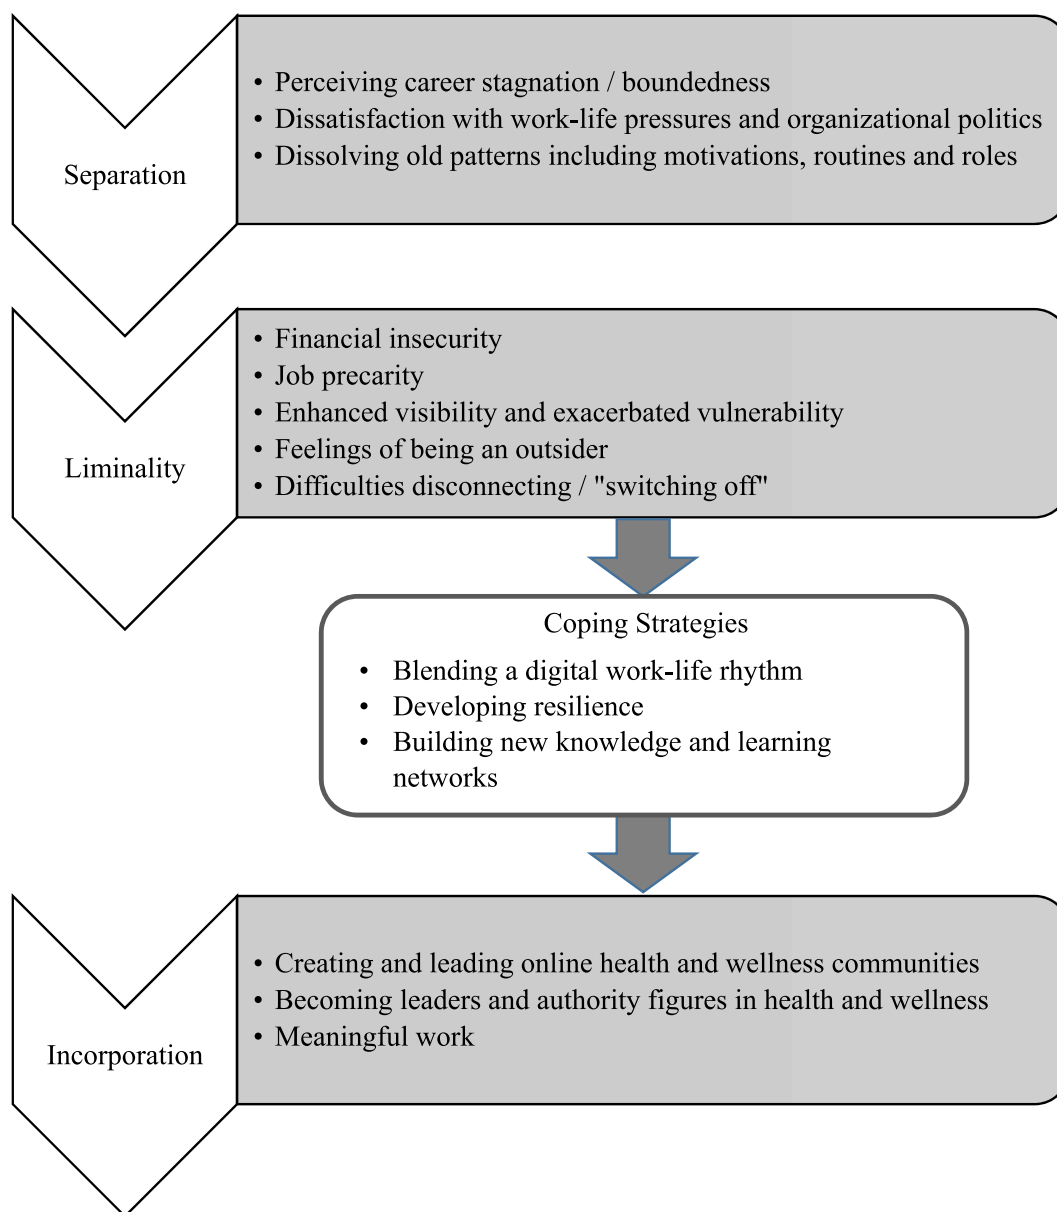 Separation
• Perceiving career stagnation / boundedness
• Dissatisfaction with work-life pressures and organizational politics
• Dissolving old patterns including motivations, routines and roles
Liminality
• Financial insecurity
• Job precarity
• Enhanced visibility and exacerbated vulnerability
• Feelings of being an outsider
• Difficulties disconnecting / "switching off"
Coping Strategies
• Blending a digital work-life rhythm
• Developing resilience
• Building new knowledge and learning
networks
Incorporation
• Creating and leading online health and wellness communities
• Becoming leaders and authority figures in health and wellness
• Meaningful work